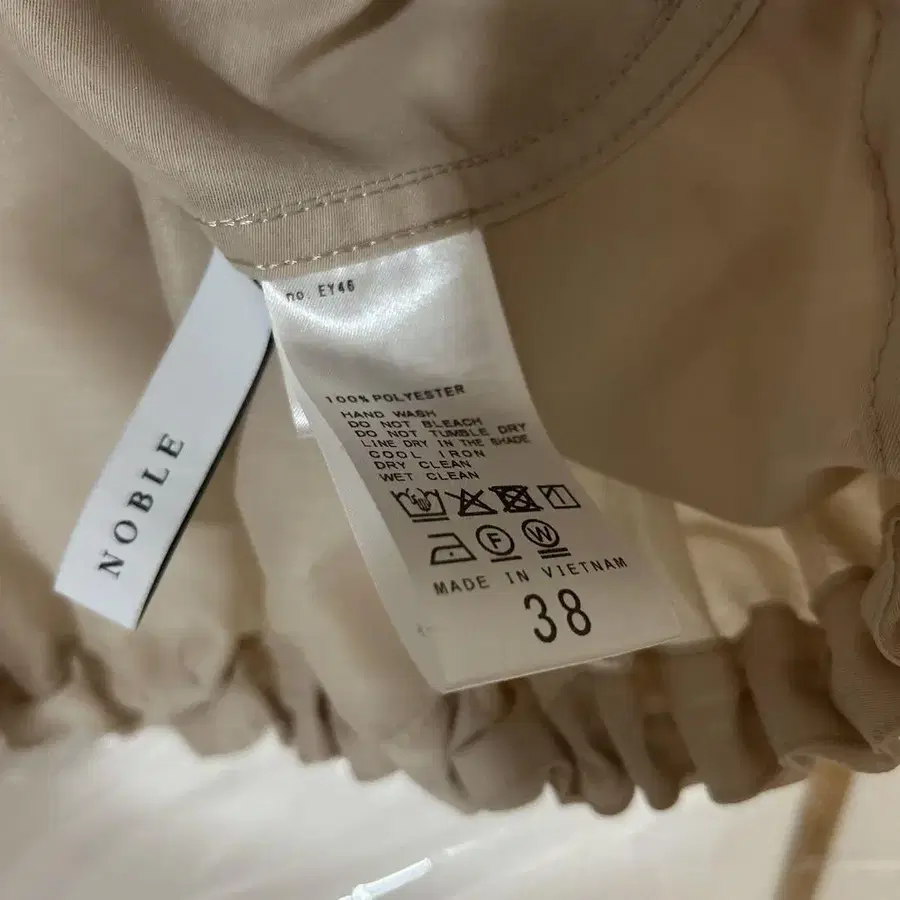 NOBLE
no. EY46
100% POLYESTER
HAND WASH
DO NOT BLEACH
DO NOT TUMBLE DRY
LINE DRY IN THE SHADE
COOL IRON
DRY CLEAN
WET CLEAN
F
W
MADE IN VIETNAM
38